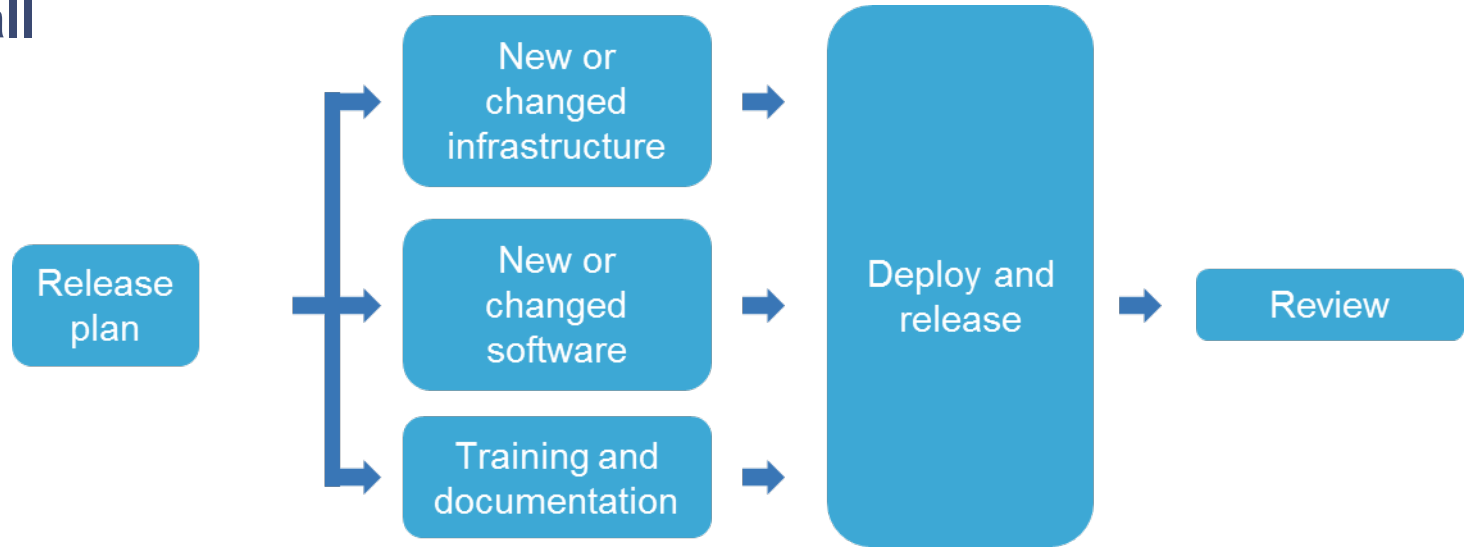 New or
changed
infrastructure
Release
plan
New or
changed
software
Training and
documentation
Deploy and
release
Review